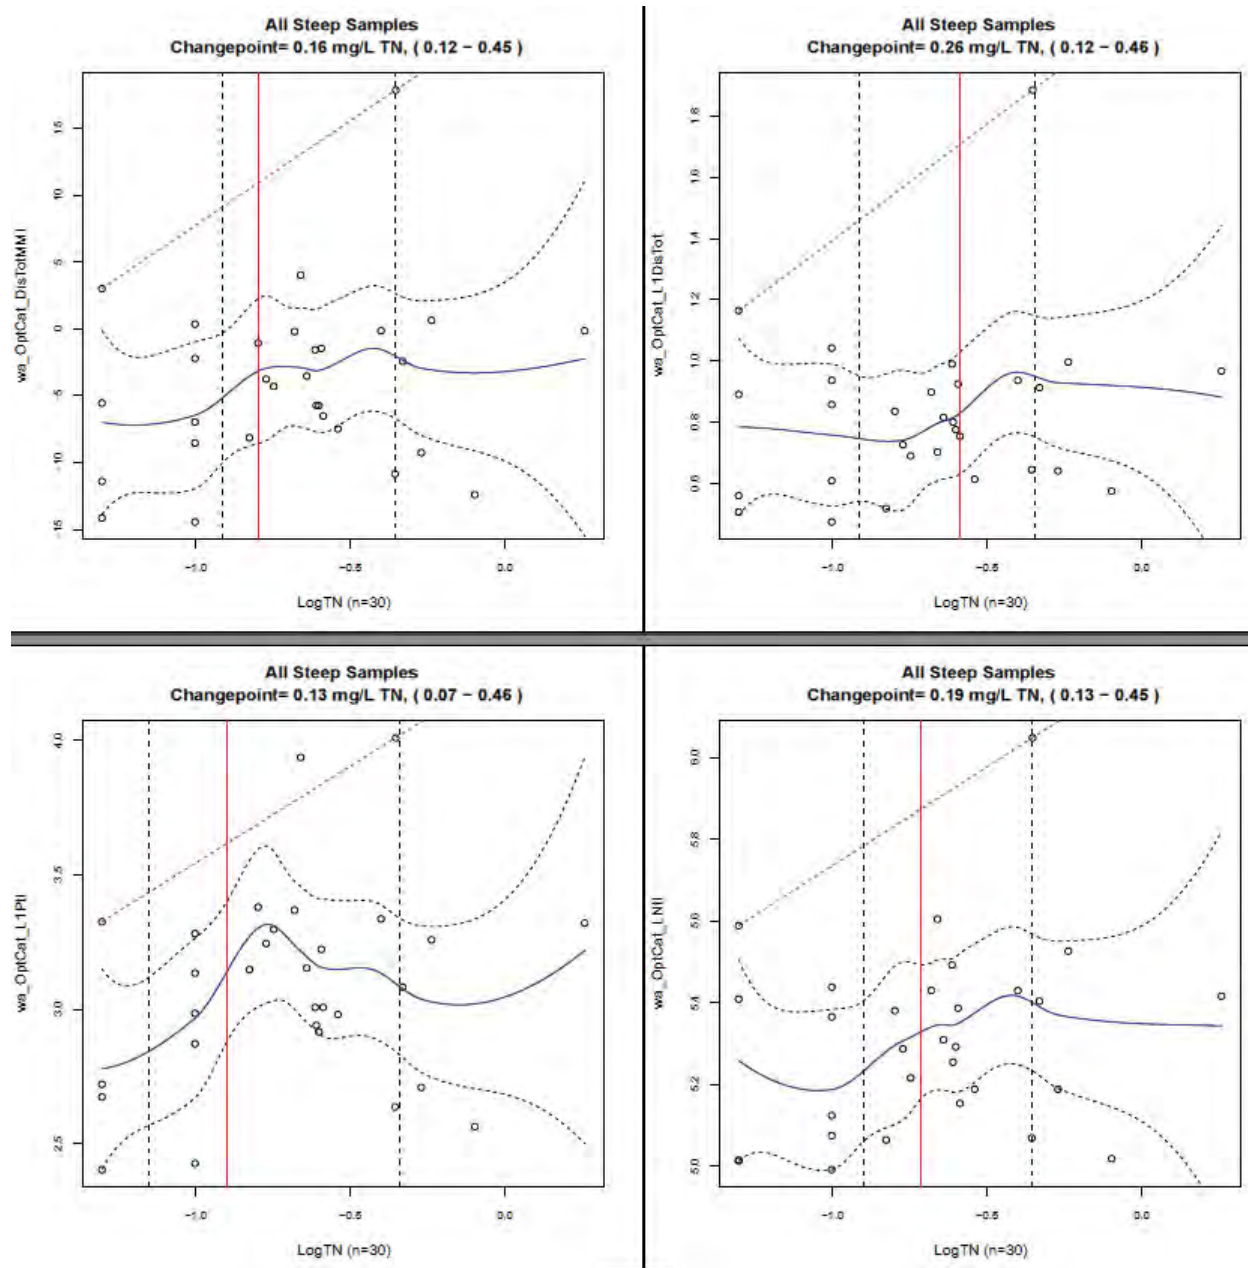 All Steep Samples
Changepoint= 0.16 mg/L TN, ( 0.12 − 0.45 )
wa_OptCat_DisTotMMI
15
10
5
0
−5
−10
−15
−1.0
−0.5
0.0
LogTN (n=30)
All Steep Samples
Changepoint= 0.26 mg/L TN, ( 0.12 − 0.46 )
wa_OptCat_L1DisTot
1.8
1.6
1.4
1.2
1.0
0.8
0.6
−1.0
−0.5
0.0
LogTN (n=30)
All Steep Samples
Changepoint= 0.13 mg/L TN, ( 0.07 − 0.46 )
wa_OptCat_L1PtI
4.0
3.5
3.0
2.5
−1.0
−0.5
0.0
LogTN (n=30)
All Steep Samples
Changepoint= 0.19 mg/L TN, ( 0.13 − 0.45 )
wa_OptCat_LNII
6.0
5.8
5.6
5.4
5.2
5.0
−1.0
−0.5
0.0
LogTN (n=30)